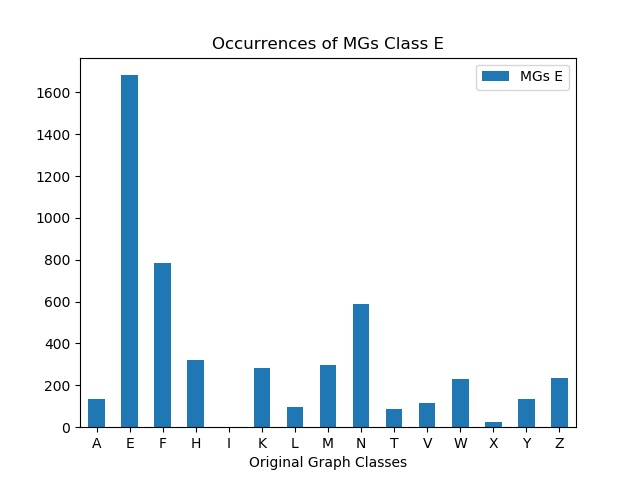 Occurrences of MGs Class E
MGs E
1600
1400
1200
1000
800
600
400
200
0
A E F H I K L M N T V W X Y Z
Original Graph Classes